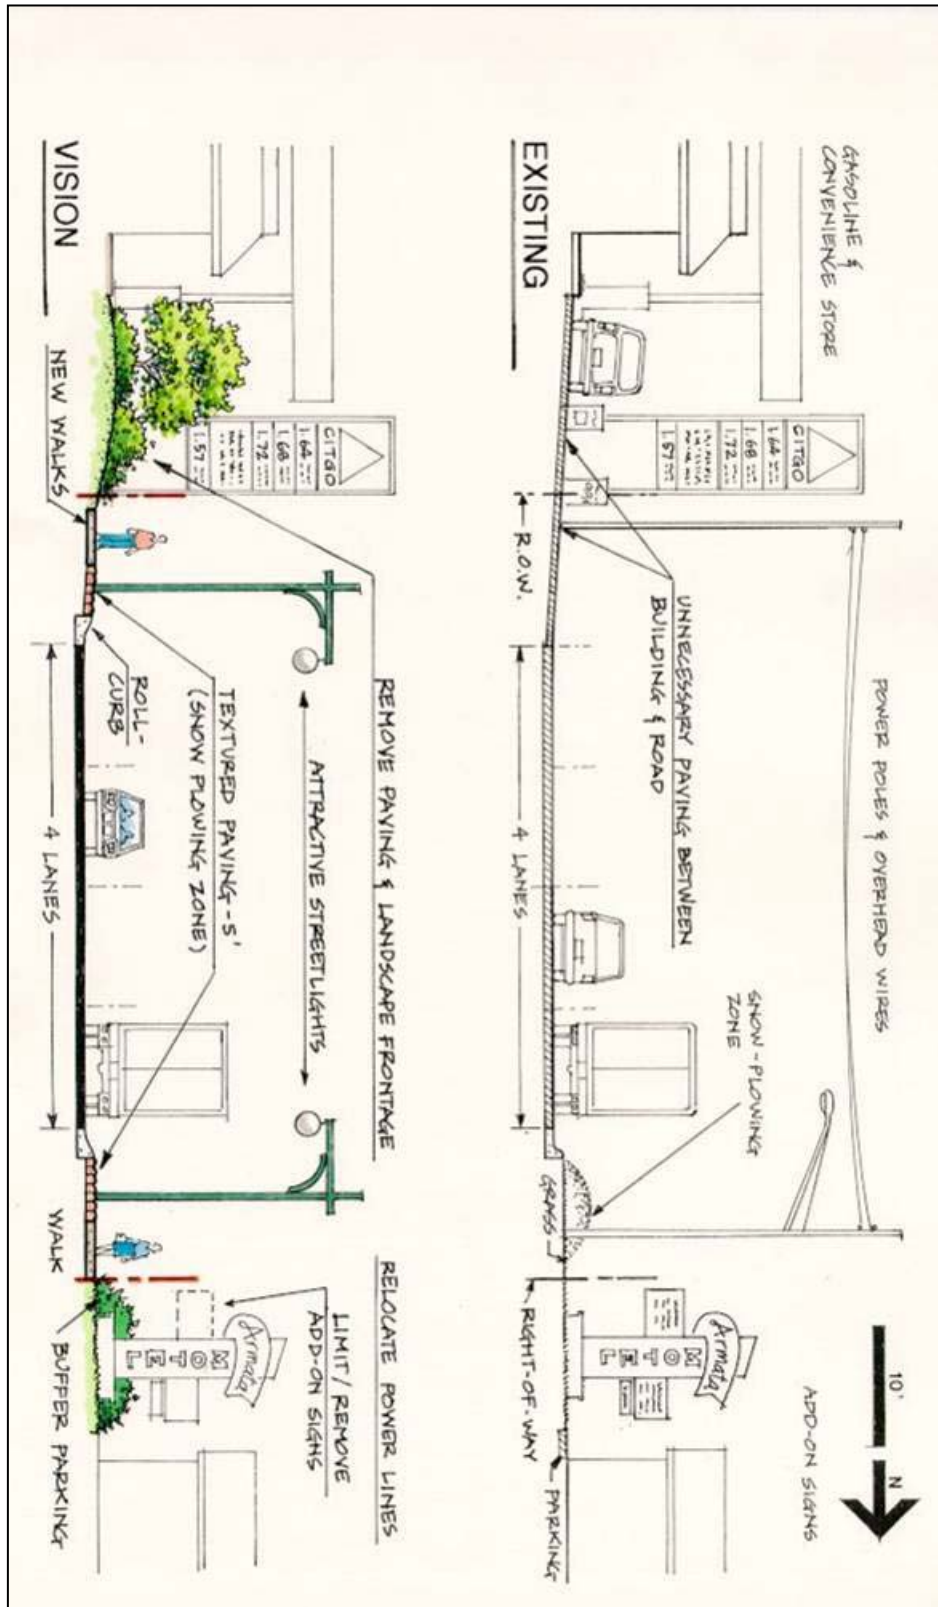 GASOLINE &
CONVENIENCE STORE
EXISTING
POWER POLES & OVERHEAD WIRES
10'
N
ADD-ON SIGNS
CITGO
1.64
1.68
1.72
1.57
R.O.W.
UNNECESSARY PAVING BETWEEN
BUILDING & ROAD
4 LANES
SNOW-PLOWING
ZONE
GRASS
RIGHT-OF-WAY
PARKING
Armata
MOTEL
VISION
NEW WALKS
CITGO
1.64
1.68
1.72
1.57
REMOVE PAVING & LANDSCAPE FRONTAGE
ATTRACTIVE STREETLIGHTS
TEXTURED PAVING-5'
(SNOW PLOWING ZONE)
ROLL-
CURB
4 LANES
RELOCATE POWER LINES
LIMIT/REMOVE
ADD-ON SIGNS
Armata
MOTEL
WALK
BUFFER PARKING